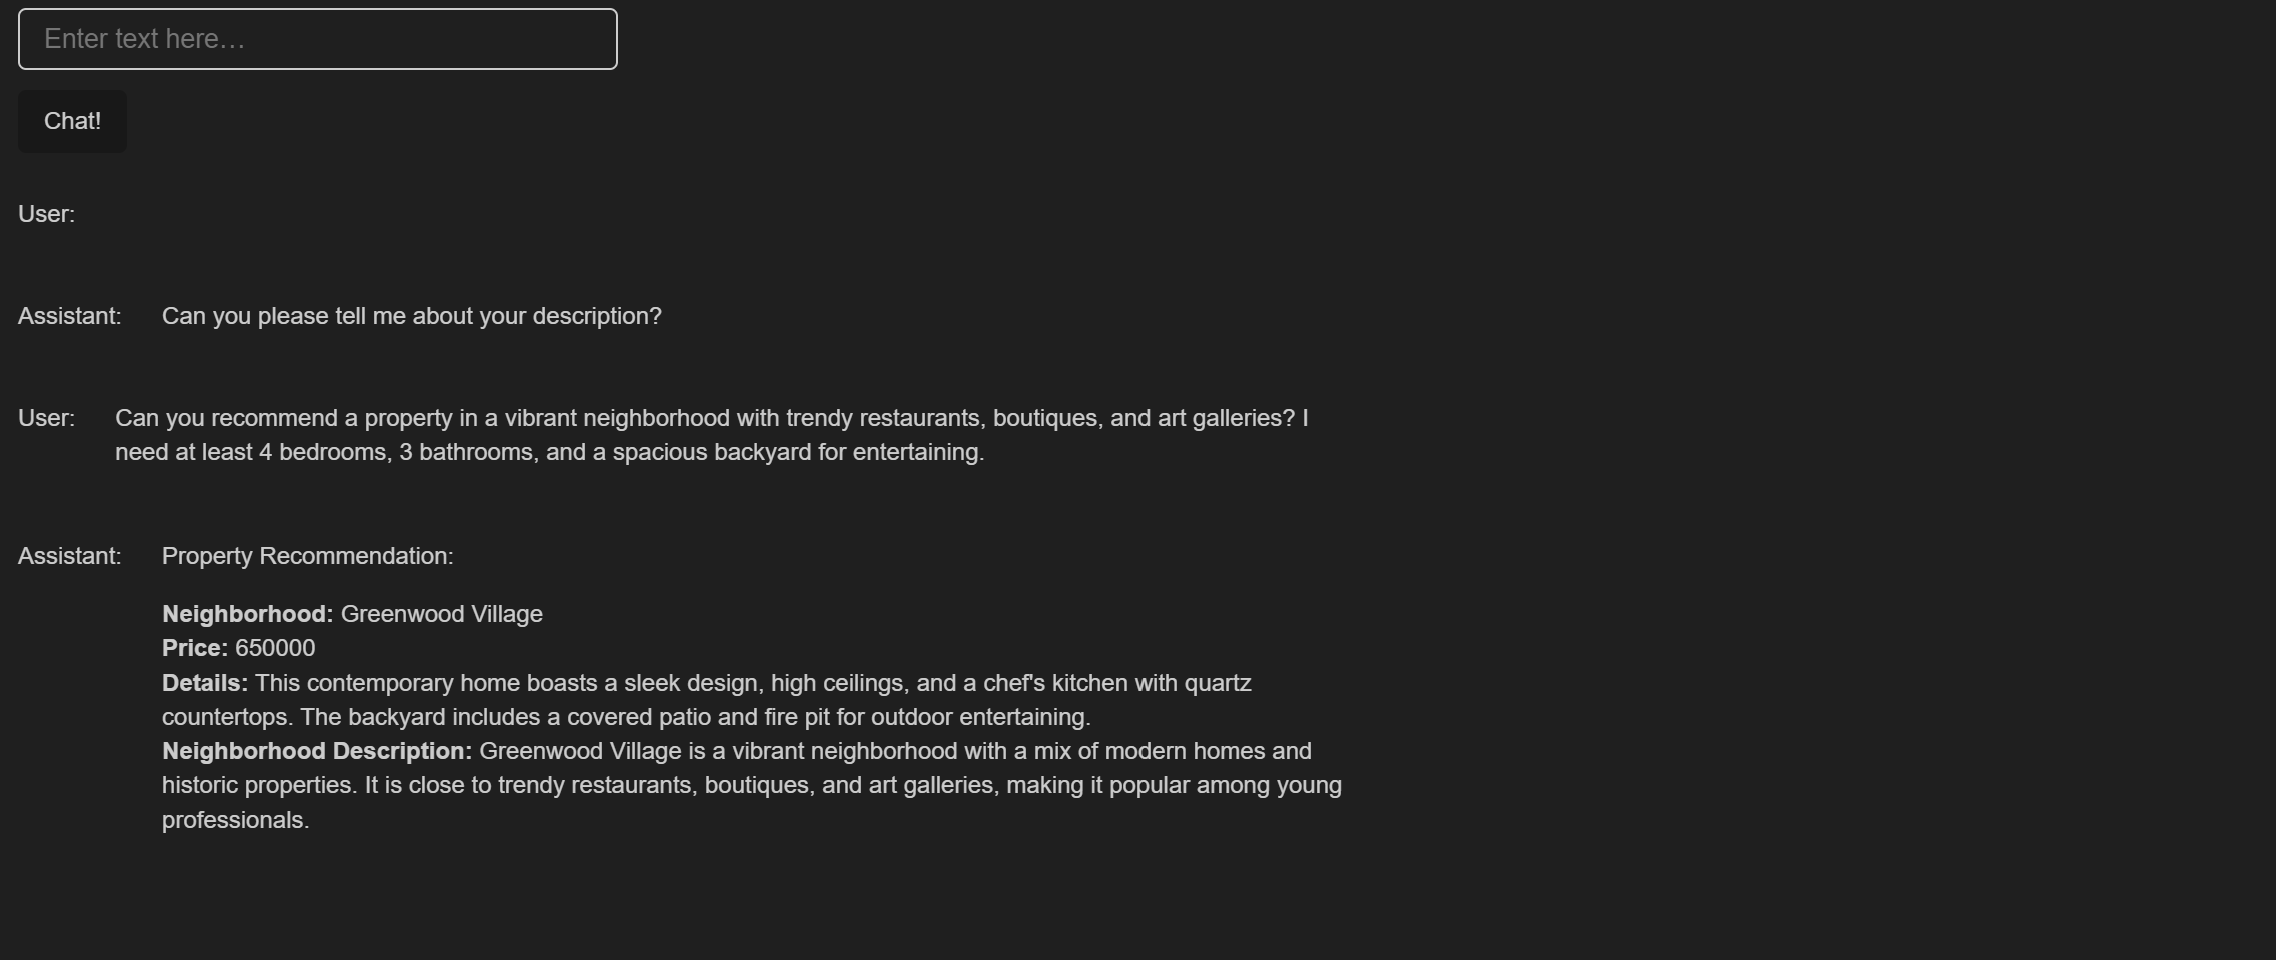 Enter text here…
Chat!
User:
Assistant: Can you please tell me about your description?
User: Can you recommend a property in a vibrant neighborhood with trendy restaurants, boutiques, and art galleries? I
need at least 4 bedrooms, 3 bathrooms, and a spacious backyard for entertaining.
Assistant: Property Recommendation:
Neighborhood: Greenwood Village
Price: 650000
Details: This contemporary home boasts a sleek design, high ceilings, and a chef's kitchen with quartz
countertops. The backyard includes a covered patio and fire pit for outdoor entertaining.
Neighborhood Description: Greenwood Village is a vibrant neighborhood with a mix of modern homes and
historic properties. It is close to trendy restaurants, boutiques, and art galleries, making it popular among young
professionals.